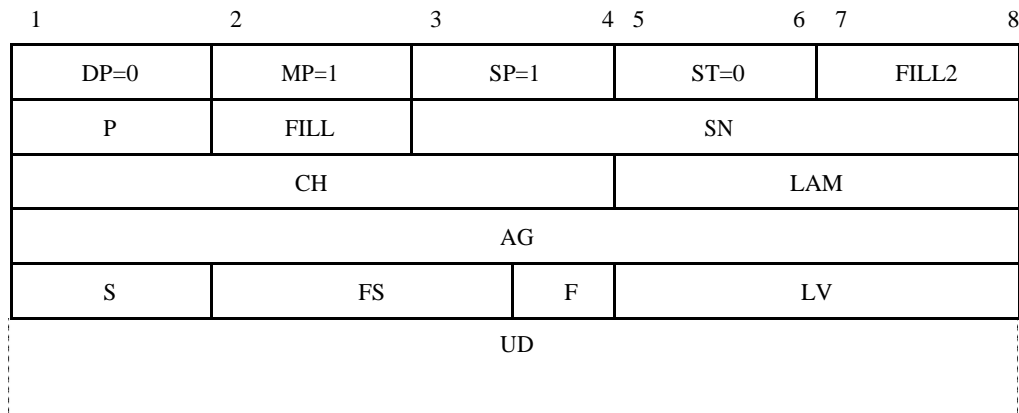 1 2 3 4 5 6 7 8
DP=0 MP=1 SP=1 ST=0 FILL2
P FILL SN
CH LAM
AG
S FS F LV
UD